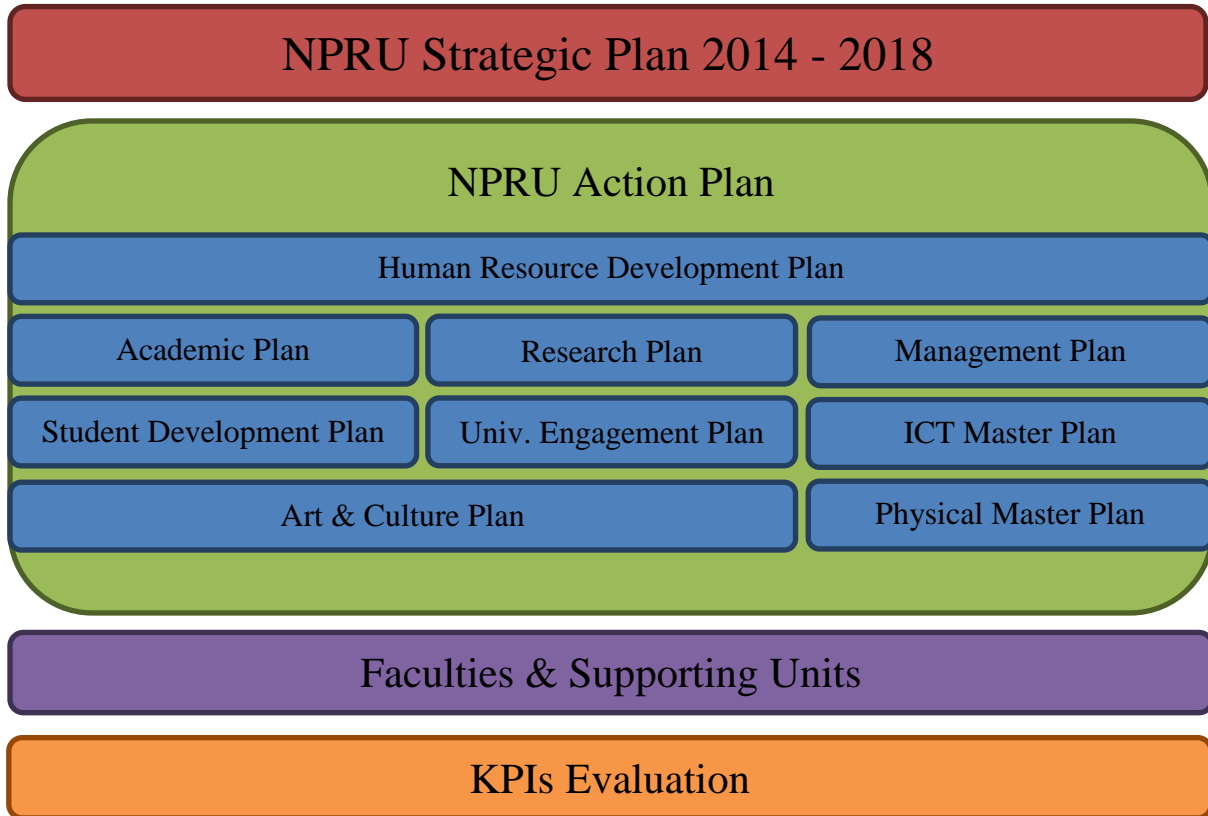 NPRU Strategic Plan 2014 - 2018
NPRU Action Plan
Human Resource Development Plan
Academic Plan
Research Plan
Management Plan
Student Development Plan
Univ. Engagement Plan
ICT Master Plan
Art & Culture Plan
Physical Master Plan
Faculties & Supporting Units
KPIs Evaluation